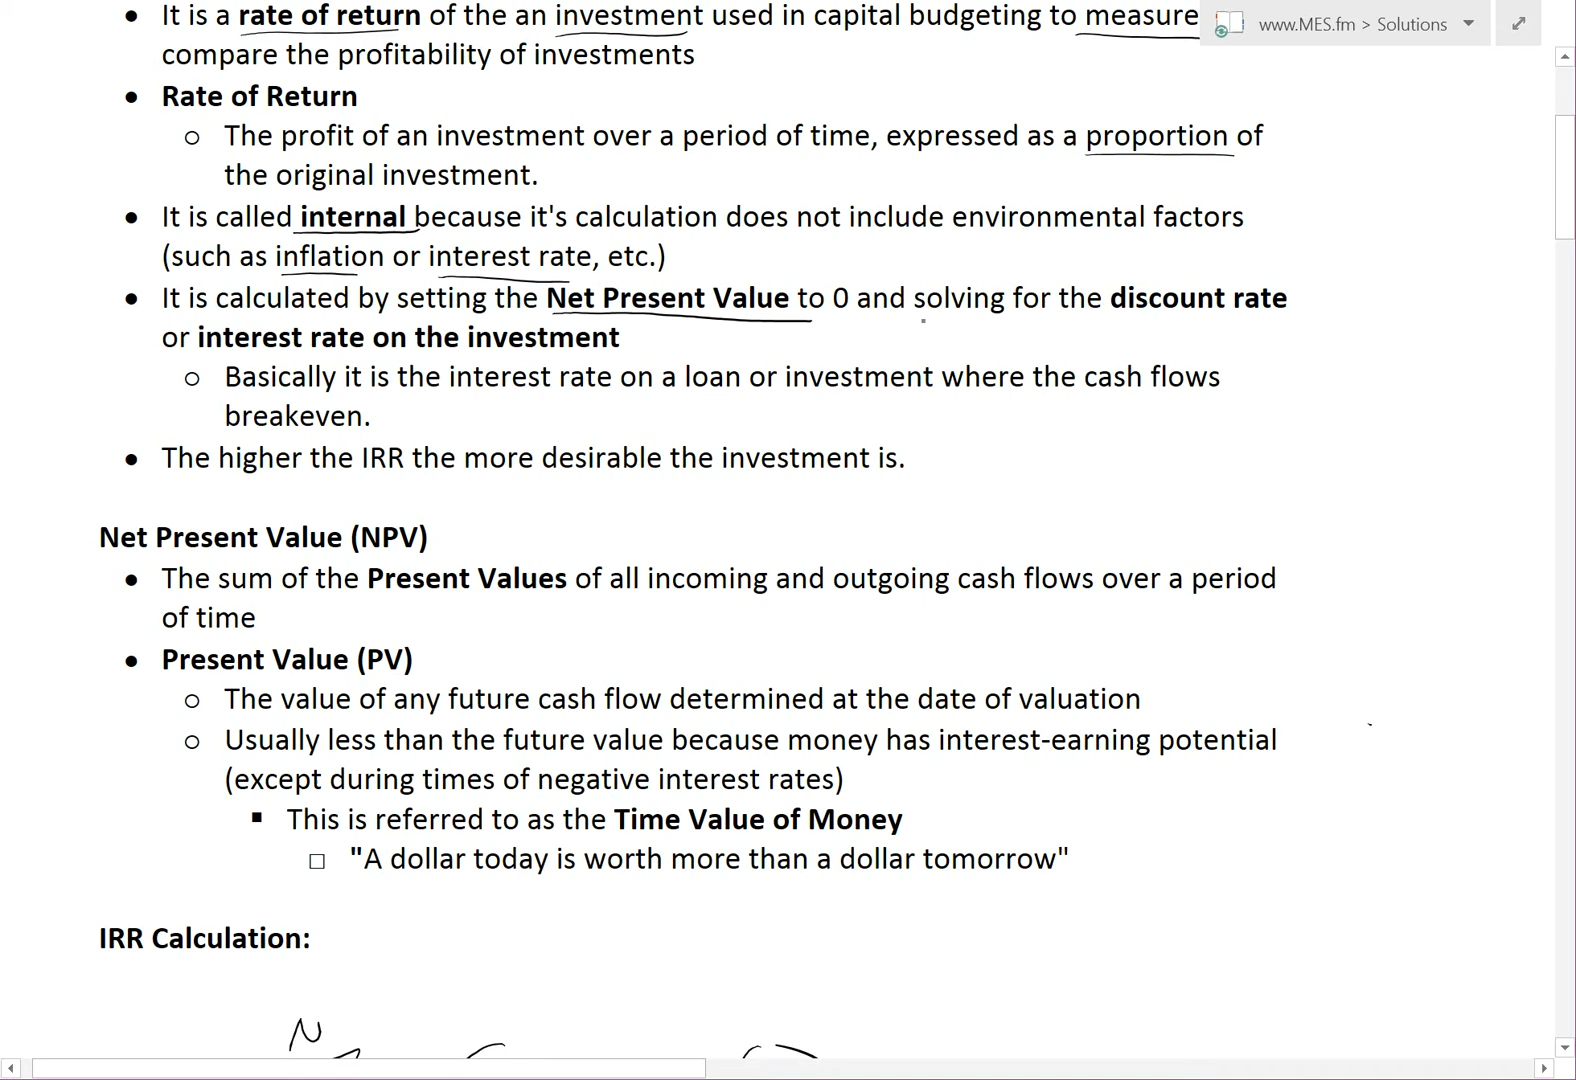 It is a rate of return of the an investment used in capital budgeting to measure
www.MES.fm > Solutions
compare the profitability of investments
Rate of Return
The profit of an investment over a period of time, expressed as a proportion of
the original investment.
It is called internal because it's calculation does not include environmental factors
(such as inflation or interest rate, etc.)
It is calculated by setting the Net Present Value to 0 and solving for the discount rate
or interest rate on the investment
Basically it is the interest rate on a loan or investment where the cash flows
breakeven.
The higher the IRR the more desirable the investment is.
Net Present Value (NPV)
The sum of the Present Values of all incoming and outgoing cash flows over a period
of time
Present Value (PV)
The value of any future cash flow determined at the date of valuation
Usually less than the future value because money has interest-earning potential
(except during times of negative interest rates)
This is referred to as the Time Value of Money
"A dollar today is worth more than a dollar tomorrow"
IRR Calculation:
N